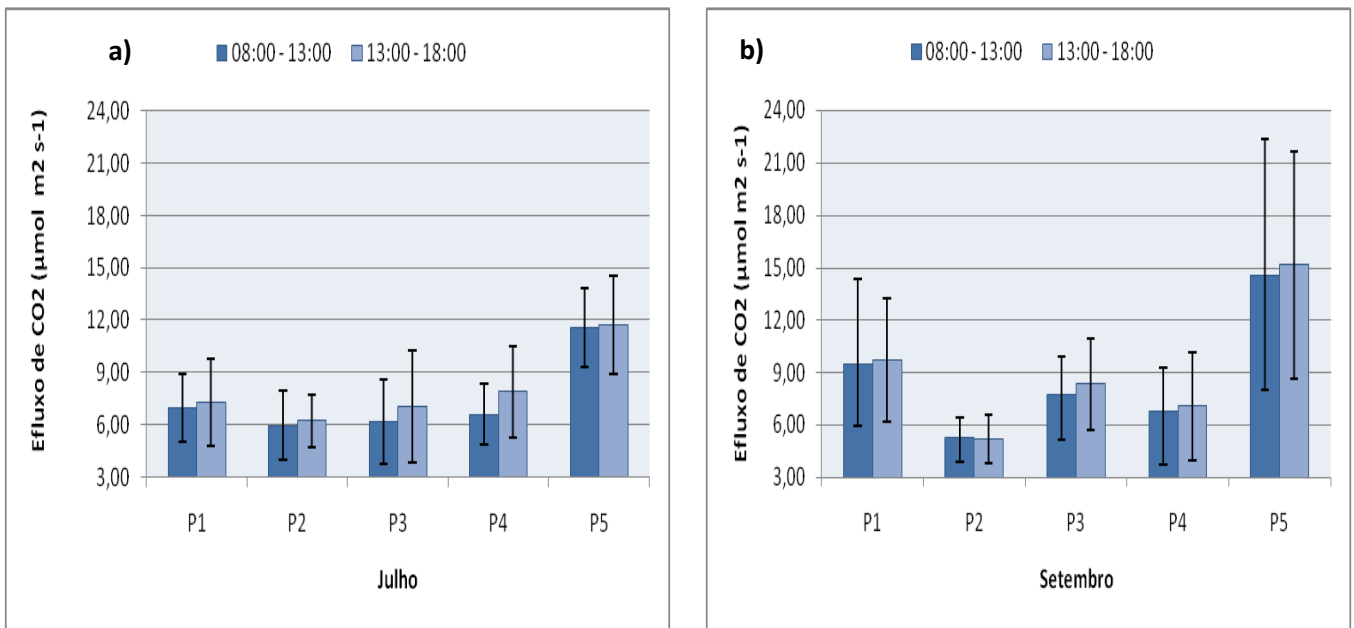 a)
08:00 - 13:00 13:00 - 18:00
Efluxo de CO2 (µmol m2 s-1)
24,00
21,00
18,00
15,00
12,00
9,00
6,00
3,00
P1 P2 P3 P4 P5
Julho
b)
08:00 - 13:00 13:00 - 18:00
Efluxo de CO2 (µmol m2 s-1)
24,00
21,00
18,00
15,00
12,00
9,00
6,00
3,00
P1 P2 P3 P4 P5
Setembro